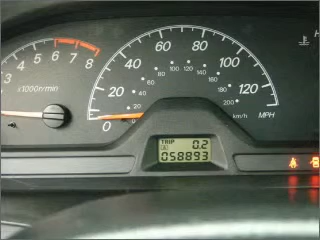 3 4 5 6 7 8
x1000r/min
0 20 40 60 80 100 120
20 40 60 80 100 120 140 160 180 200
km/h
MPH
H
TRIP 0.2
058893